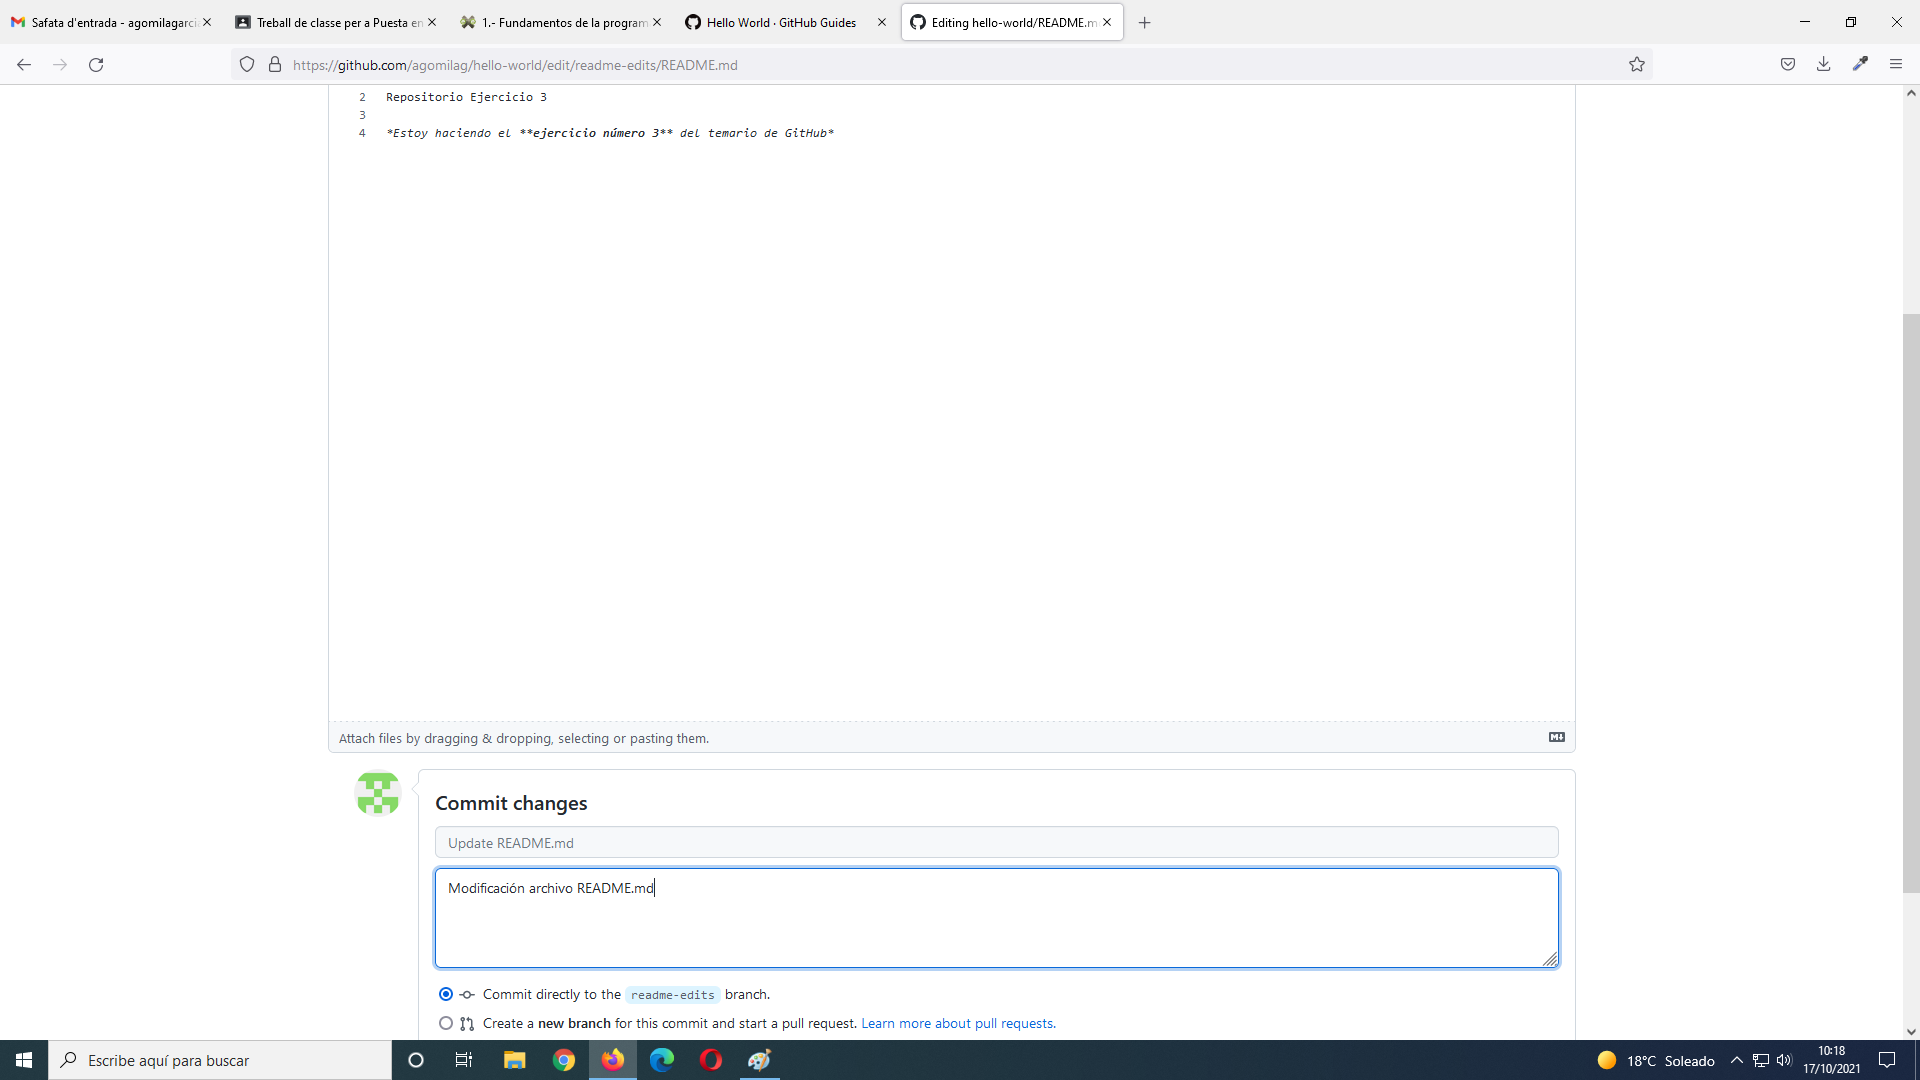 Safata d'entrada - agomilagarcia
Treball de classe per a Puesta en
1.- Fundamentos de la program
Hello World · GitHub Guides
Editing hello-world/README.m
https://github.com/agomilag/hello-world/edit/readme-edits/README.md
2 Repositorio Ejercicio 3
3
4 *Estoy haciendo el **ejercicio número 3** del temario de GitHub*
Attach files by dragging & dropping, selecting or pasting them.
Commit changes
Update README.md
Modificación archivo README.md
Commit directly to the readme-edits branch.
Create a new branch for this commit and start a pull request. Learn more about pull requests.
Escribe aquí para buscar
18°C Soleado
10:18
17/10/2021